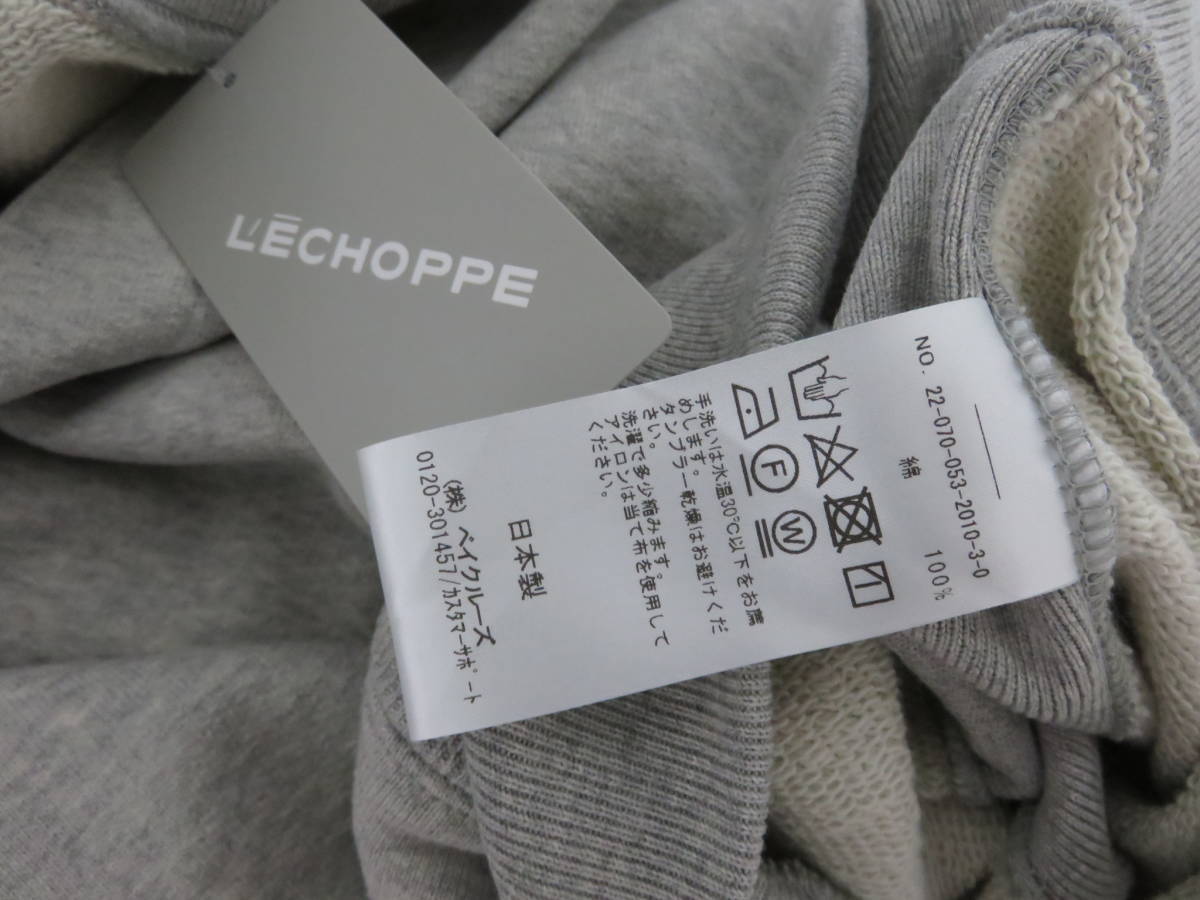 L'ÉCHOPPE
NO. 22-070-053-2010-3-0
綿 100%
F W
手洗いは水温30℃以下をお薦
めします。
タンブラー乾燥はお避けくだ
さい。
洗濯で多少縮みます。
アイロンは当て布を使用して
ください。
日本製
(株) ベイクルーズ
0120-301457/カスタマーサポート